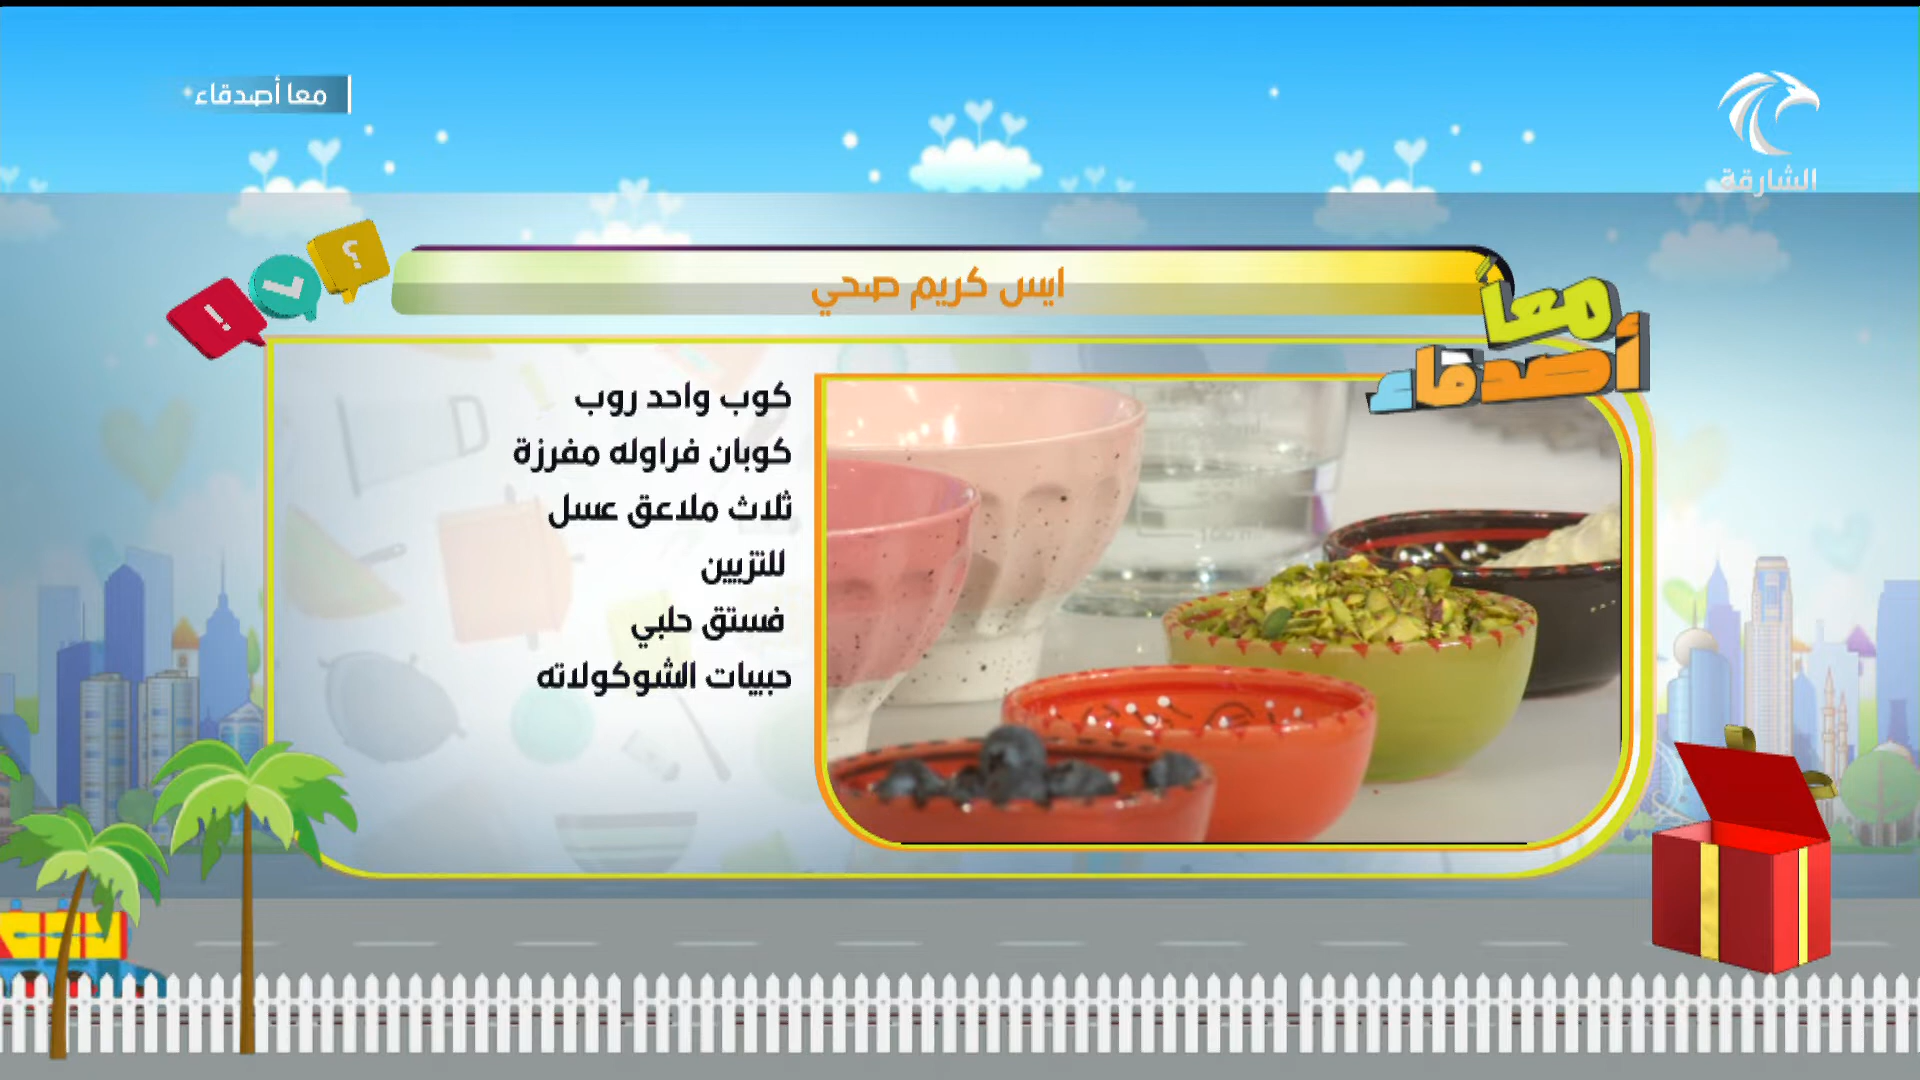 معا أصدقاء
الشارقة
ايس كريم صحي
معاً
أصدقاء
كوب واحد روب
كوبان فراوله مفرزة
ثلاث ملاعق عسل
للتزيين
فستق حلبي
حبيبات الشوكولاته